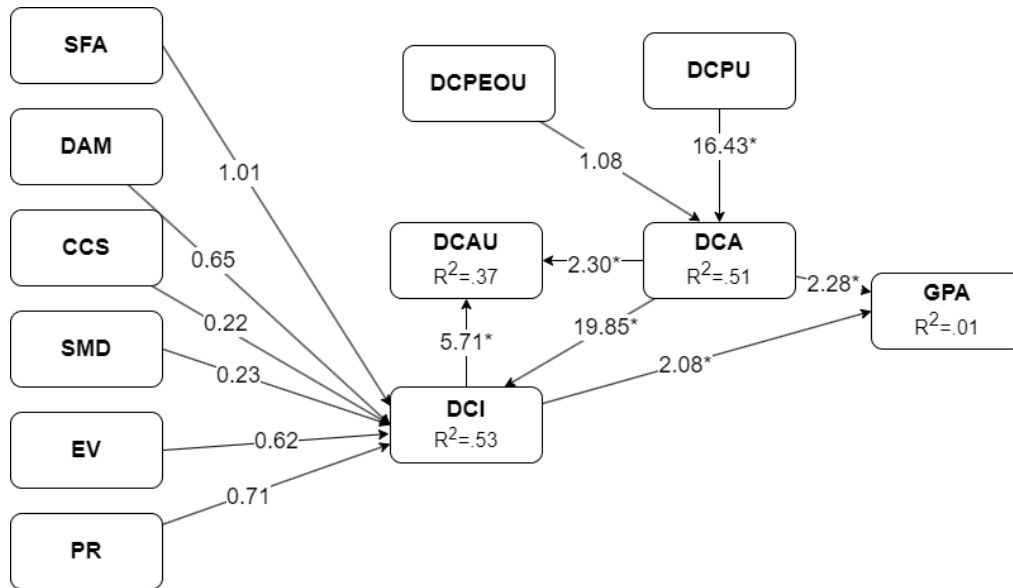 SFA
DAM
CCS
SMD
EV
PR
1.01
0.65
0.22
0.23
0.62
0.71
DCPEOU
DCPU
1.08
16.43*
DCAU
R²=.37
2.30*
DCA
R²=.51
5.71*
19.85*
2.28*
2.08*
GPA
R²=.01
DCI
R²=.53